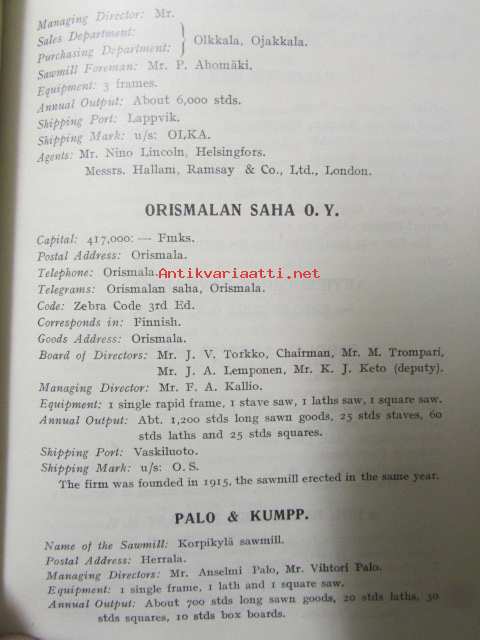 Managing Director: Mr.
Sales Department:
Purchasing Department: } Olkkala, Ojakkala.
Sawmill Foreman: Mr. P. Ahomäki.
Equipment: 3 frames.
Annual Output: About 6,000 stds.
Shipping Port: Lappvik.
Shipping Mark: u/s: OLKA.
Agents: Mr. Nino Lincoln, Helsingfors.
Messrs. Hallam, Ramsay & Co., Ltd., London.
ORISMALAN SAHA O. Y.
Capital: 417,000: — Fmks.
Postal Address: Orismala.
Telephone: Orismala.
Antikvariaatti.net
Telegrams: Orismalan saha, Orismala.
Code: Zebra Code 3rd Ed.
Corresponds in: Finnish.
Goods Address: Orismala.
Board of Directors: Mr. J. V. Torkko, Chairman, Mr. M. Trompari,
Mr. J. A. Lemponen, Mr. K. J. Keto (deputy).
Managing Director: Mr. F. A. Kallio.
Equipment: 1 single rapid frame, 1 stave saw, 1 laths saw, 1 square saw.
Annual Output: Abt. 1,200 stds long sawn goods, 25 stds staves, 60
stds laths and 25 stds squares.
Shipping Port: Vaskiluoto.
Shipping Mark: u/s: O. S.
The firm was founded in 1915, the sawmill erected in the same year.
PALO & KUMPP.
Name of the Sawmill: Korpikylä sawmill.
Postal Address: Herrala.
Managing Directors: Mr. Anselmi Palo, Mr. Vihtori Palo.
Equipment: 1 single frame, 1 lath and 1 square saw.
Annual Output: About 700 stds long sawn goods, 20 stds laths, 30
stds squares, 10 stds box boards.